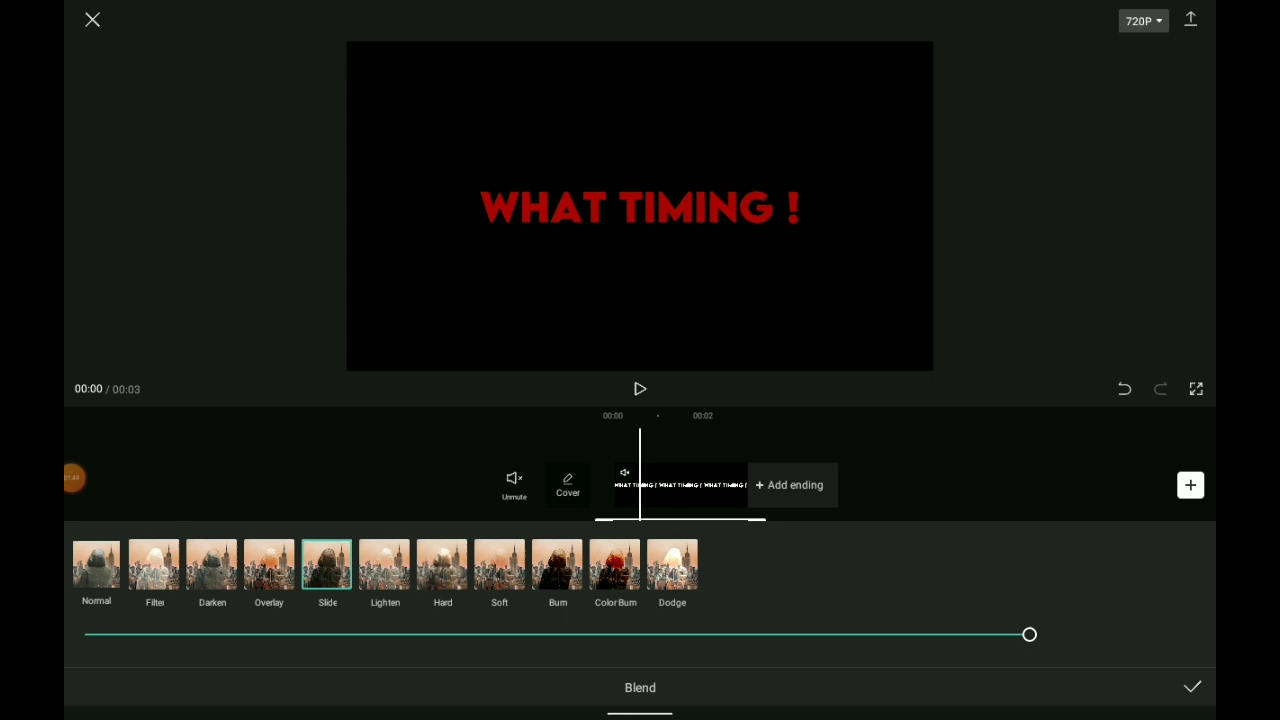 720P
WHAT TIMING !
00:00 / 00:03
00:00 00:02
Unmute
Cover
+ Add ending
Normal Filter Darken Overlay Slide Lighten Hard Soft Burn Color Burn Dodge
Blend